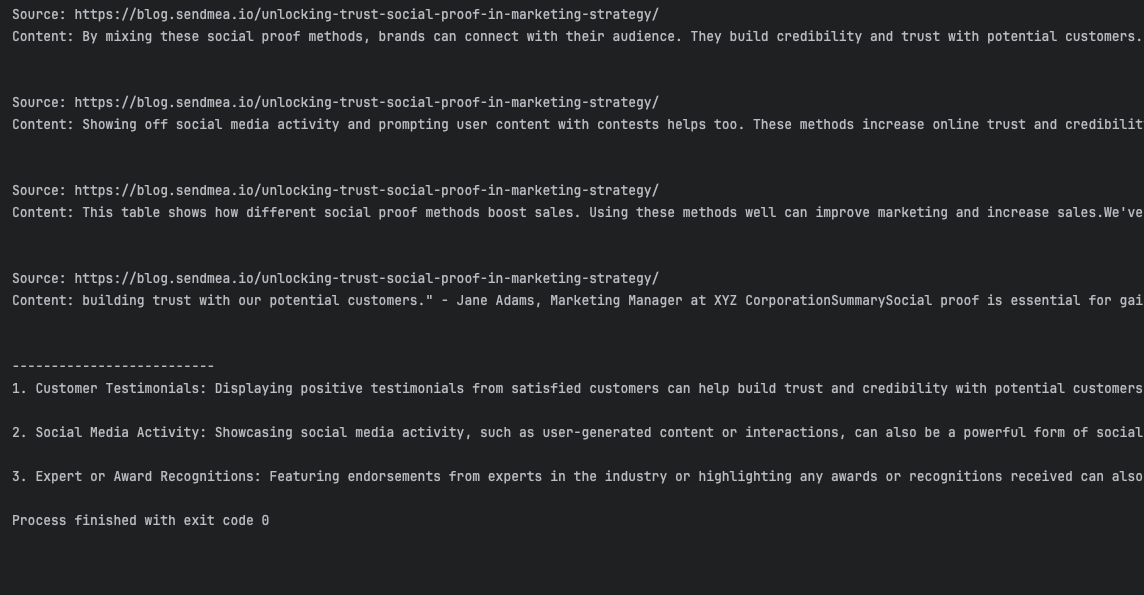 Source: https://blog.sendmea.io/unlocking-trust-social-proof-in-marketing-strategy/
Content: By mixing these social proof methods, brands can connect with their audience. They build credibility and trust with potential customers.
Source: https://blog.sendmea.io/unlocking-trust-social-proof-in-marketing-strategy/
Content: Showing off social media activity and prompting user content with contests helps too. These methods increase online trust and credibilit
Source: https://blog.sendmea.io/unlocking-trust-social-proof-in-marketing-strategy/
Content: This table shows how different social proof methods boost sales. Using these methods well can improve marketing and increase sales.We've
Source: https://blog.sendmea.io/unlocking-trust-social-proof-in-marketing-strategy/
Content: building trust with our potential customers." - Jane Adams, Marketing Manager at XYZ CorporationSummarySocial proof is essential for gai
--------------------------
1. Customer Testimonials: Displaying positive testimonials from satisfied customers can help build trust and credibility with potential customers
2. Social Media Activity: Showcasing social media activity, such as user-generated content or interactions, can also be a powerful form of social
3. Expert or Award Recognitions: Featuring endorsements from experts in the industry or highlighting any awards or recognitions received can also
Process finished with exit code 0